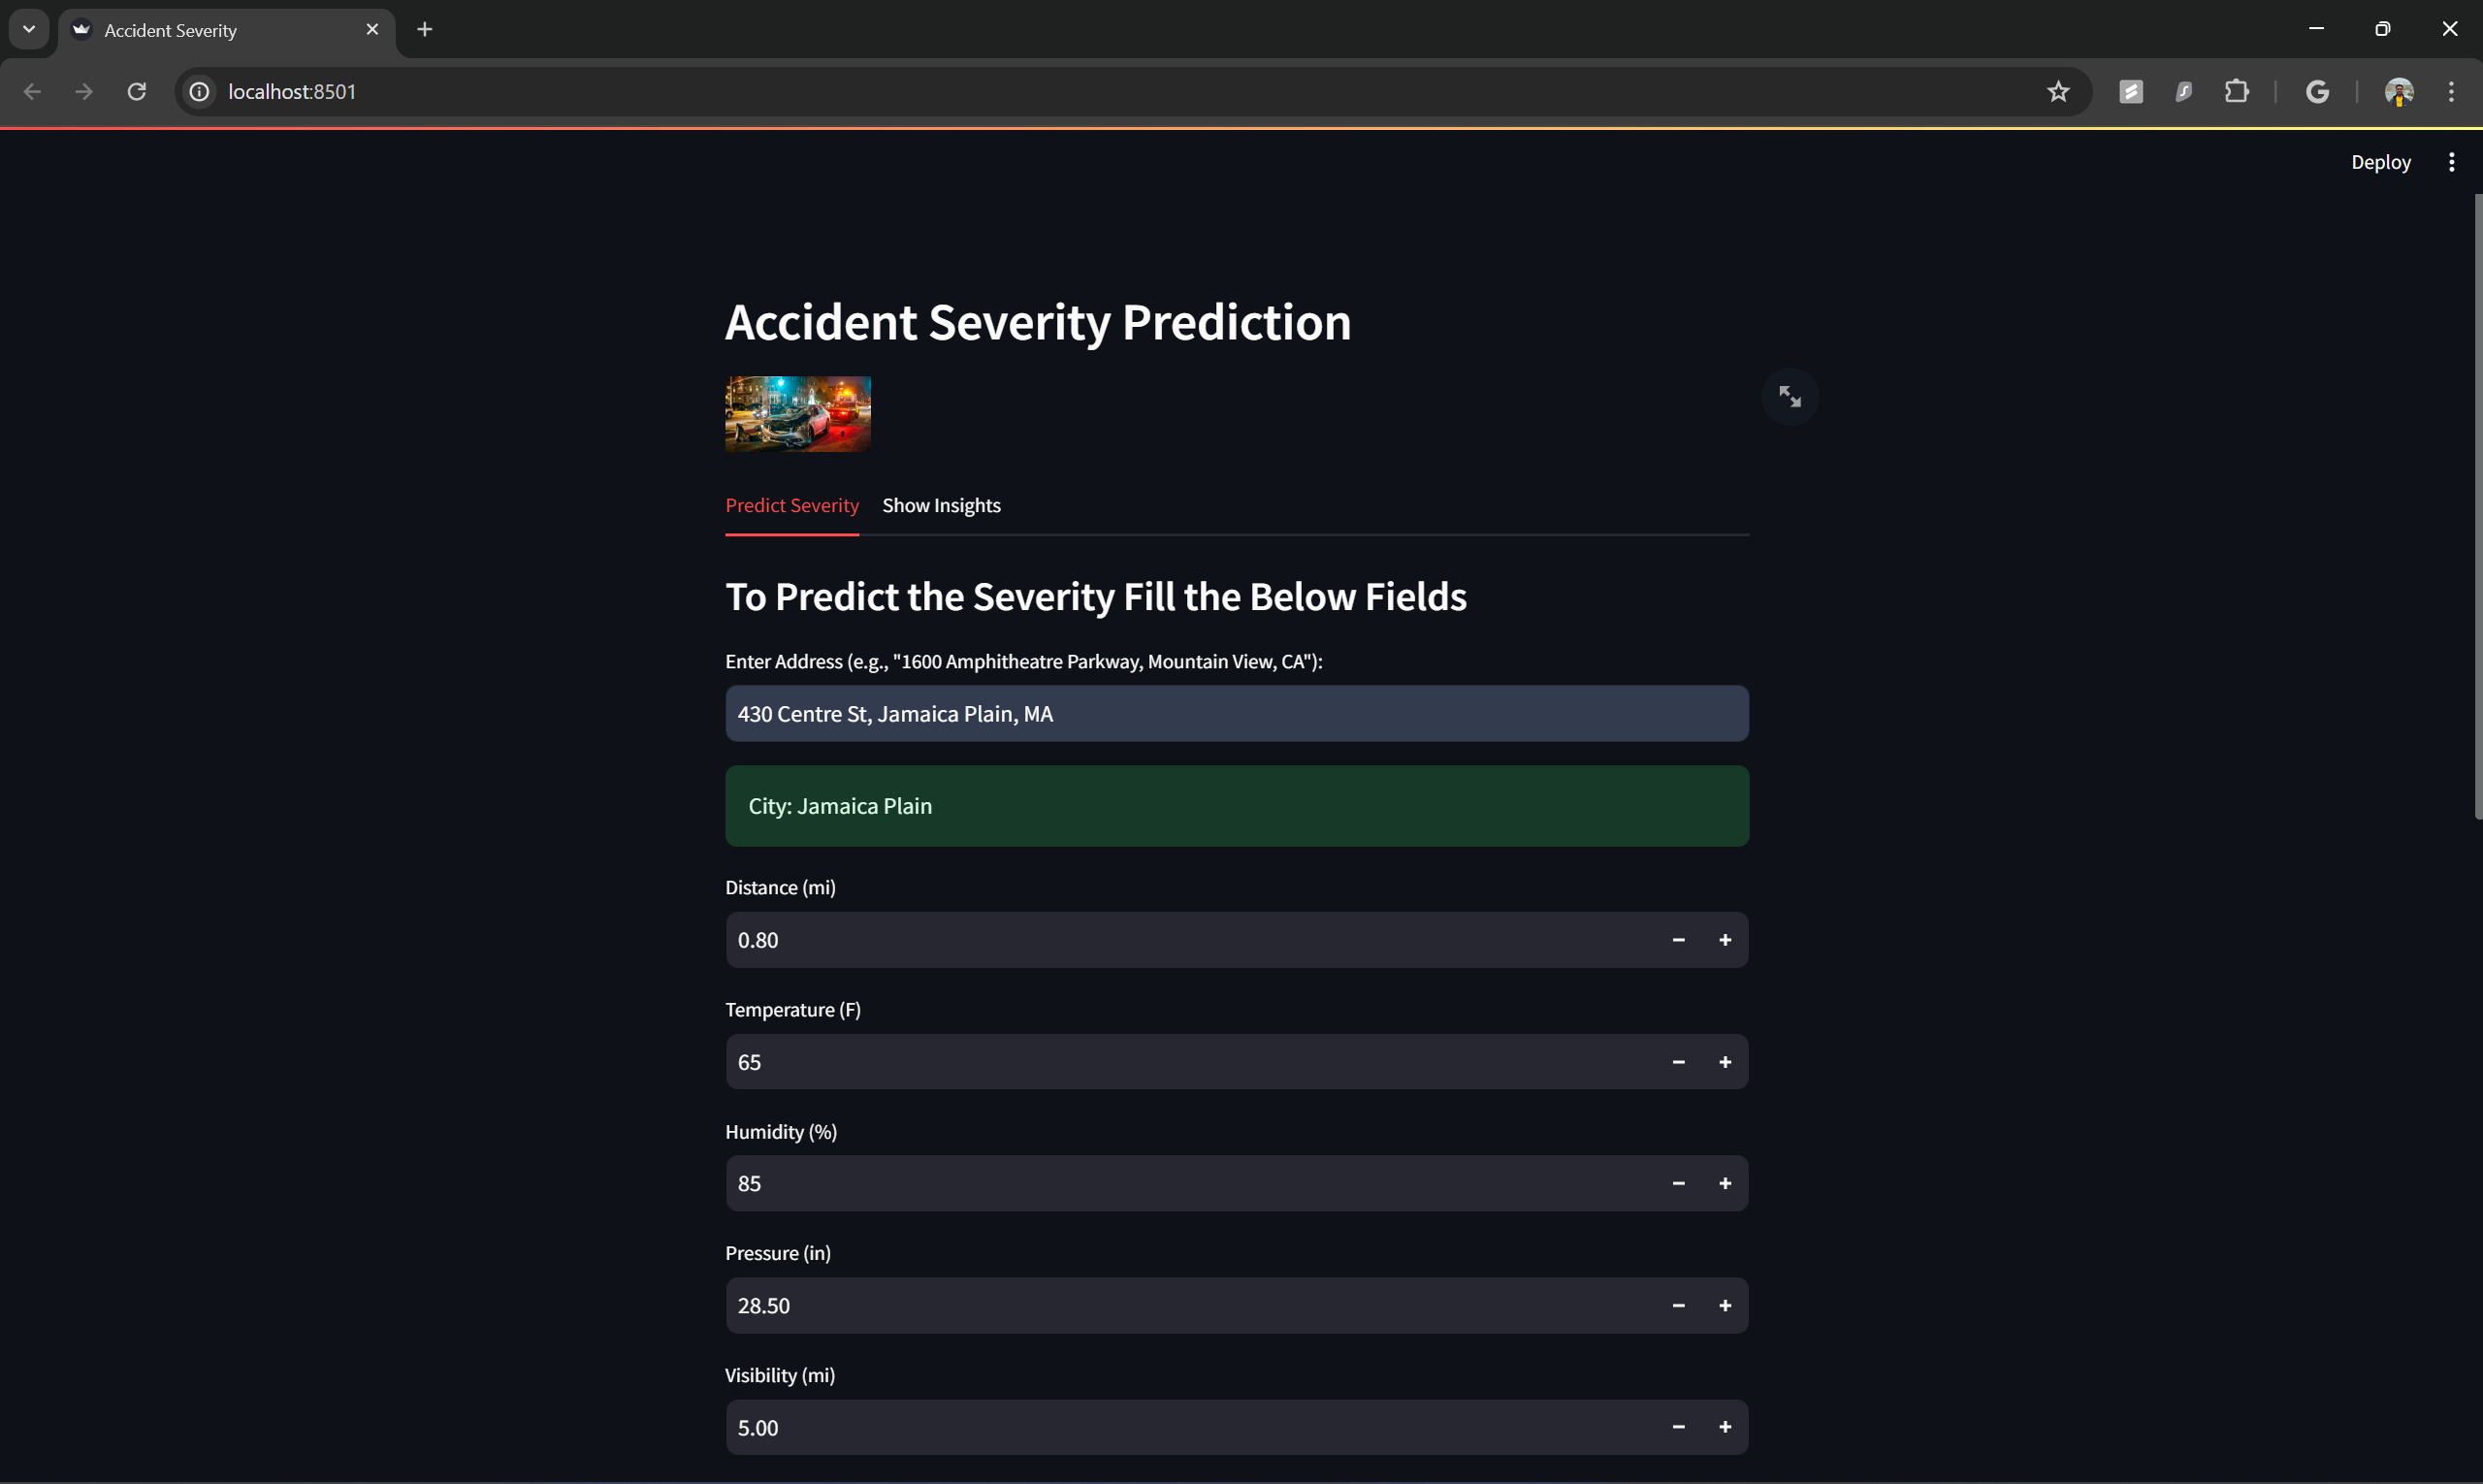 Accident Severity
localhost:8501
Deploy
Accident Severity Prediction
Predict Severity Show Insights
To Predict the Severity Fill the Below Fields
Enter Address (e.g., "1600 Amphitheatre Parkway, Mountain View, CA"):
430 Centre St, Jamaica Plain, MA
City: Jamaica Plain
Distance (mi)
0.80
Temperature (F)
65
Humidity (%)
85
Pressure (in)
28.50
Visibility (mi)
5.00